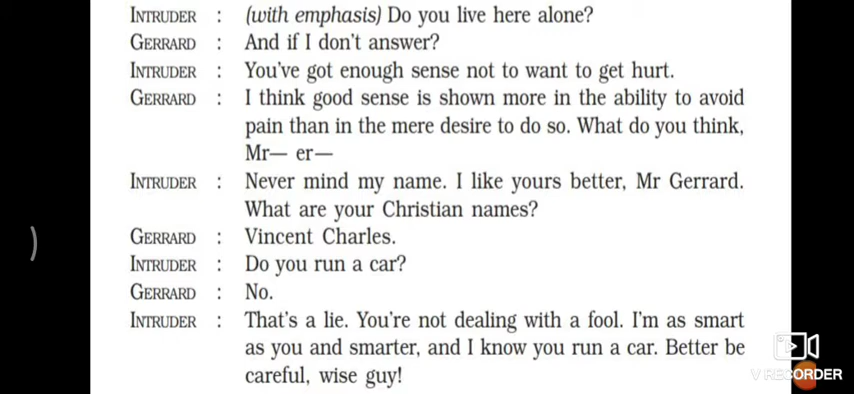 INTRUDER : (with emphasis) Do you live here alone?
GERRARD : And if I don't answer?
INTRUDER : You've got enough sense not to want to get hurt.
GERRARD : I think good sense is shown more in the ability to avoid
pain than in the mere desire to do so. What do you think,
Mr— er—
INTRUDER : Never mind my name. I like yours better, Mr Gerrard.
What are your Christian names?
GERRARD : Vincent Charles.
INTRUDER : Do you run a car?
GERRARD : No.
INTRUDER : That's a lie. You're not dealing with a fool. I'm as smart
as you and smarter, and I know you run a car. Better be
careful, wise guy!
V RECORDER